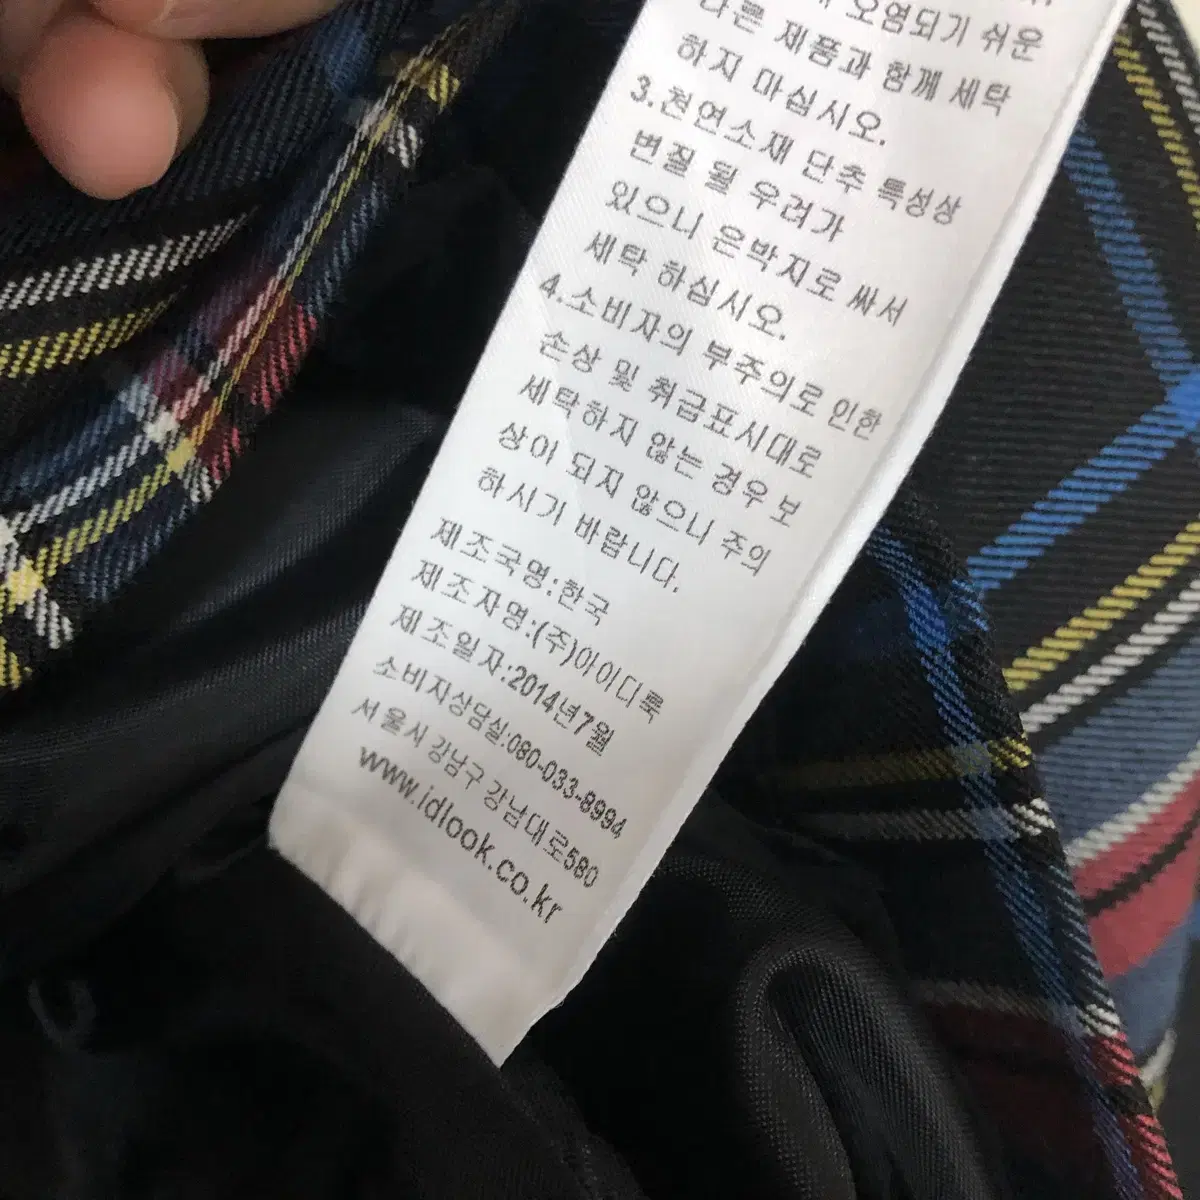 오염되기 쉬운
다른 제품과 함께 세탁
하지 마십시오.
3.천연소재 단추 특성상
변질 될 우려가
있으니 은박지로 싸서
세탁 하십시오.
4.소비자의 부주의로 인한
손상 및 취급표시대로
세탁하지 않는 경우 보
상이 되지 않으니 주의
하시기 바랍니다.
제조국명:한국
제조자명:(주)아이디룩
제조일자:2014년7월
소비자상담실:080-033-8994
서울시 강남구 강남대로580
www.idlook.co.kr